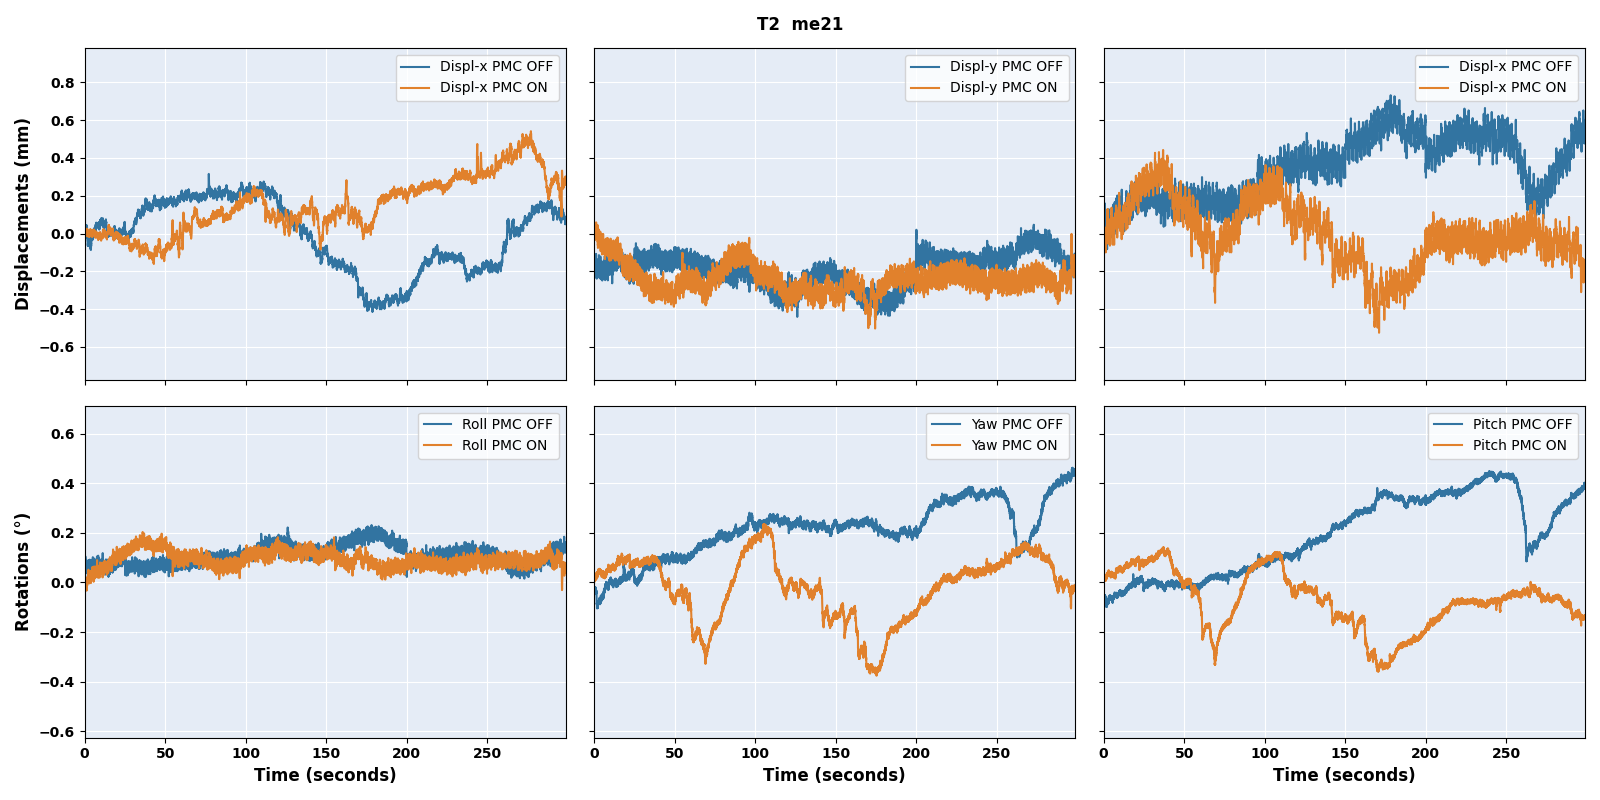 T2 me21
Displacements (mm)
0.8
0.6
0.4
0.2
0.0
−0.2
−0.4
−0.6
Displ-x PMC OFF
Displ-x PMC ON
Displ-y PMC OFF
Displ-y PMC ON
Displ-x PMC OFF
Displ-x PMC ON
Rotations (°)
0.6
0.4
0.2
0.0
−0.2
−0.4
−0.6
Roll PMC OFF
Roll PMC ON
Yaw PMC OFF
Yaw PMC ON
Pitch PMC OFF
Pitch PMC ON
0 50 100 150 200 250
0 50 100 150 200 250
0 50 100 150 200 250
Time (seconds)
Time (seconds)
Time (seconds)